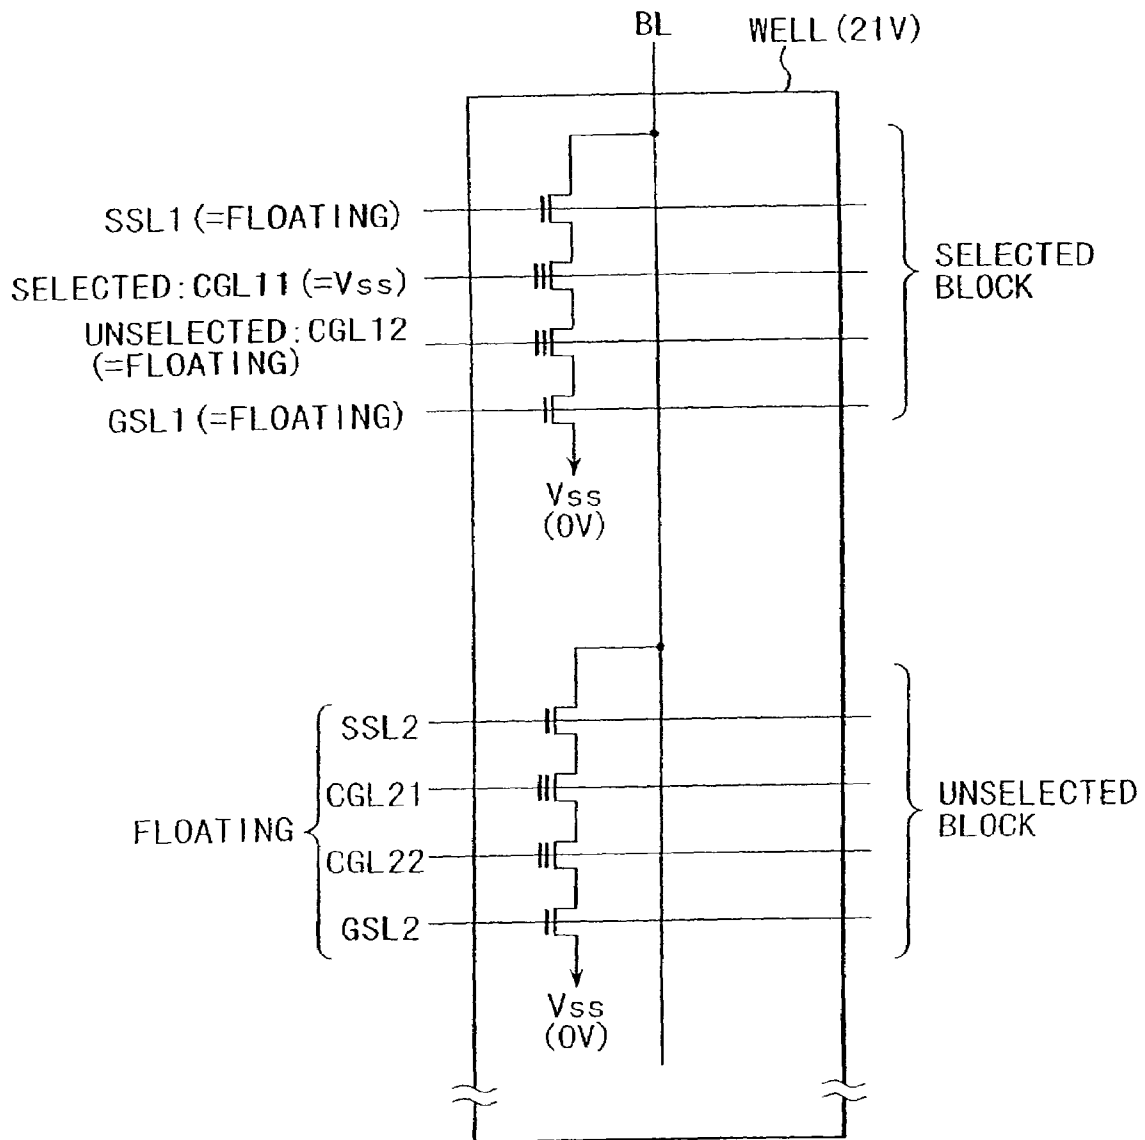 BL
WELL(21V)
SSL1(=FLOATING)
SELECTED:CGL11(=Vss)
UNSELECTED:CGL12
(=FLOATING)
GSL1(=FLOATING)
SELECTED
BLOCK
Vss
(0V)
SSL2
CGL21
FLOATING
CGL22
GSL2
UNSELECTED
BLOCK
Vss
(0V)